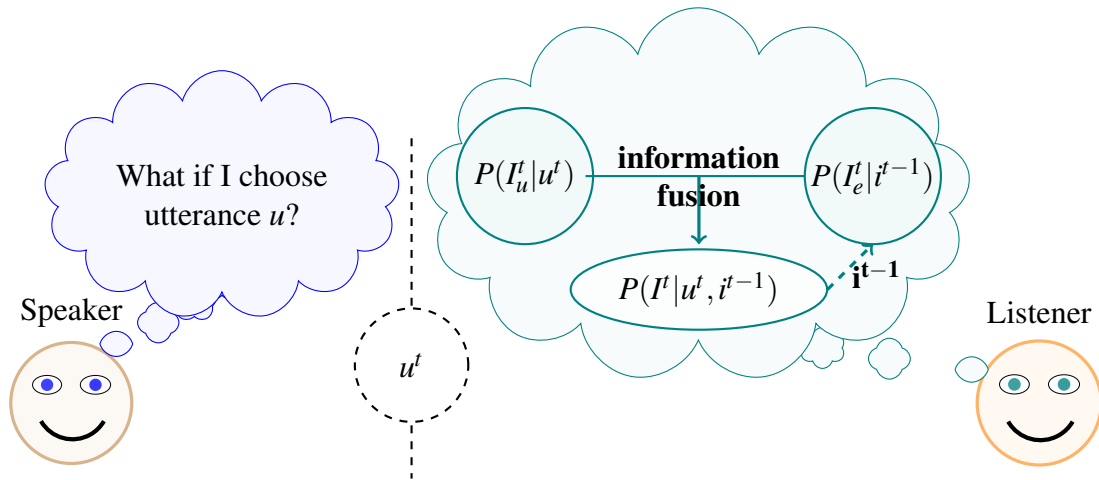 What if I choose
utterance u?
Speaker
u^t
information
fusion
P(I_u^t|u^t)
P(I_e^t|i^{t−1})
P(I^t|u^t, i^{t−1})
i^{t−1}
Listener